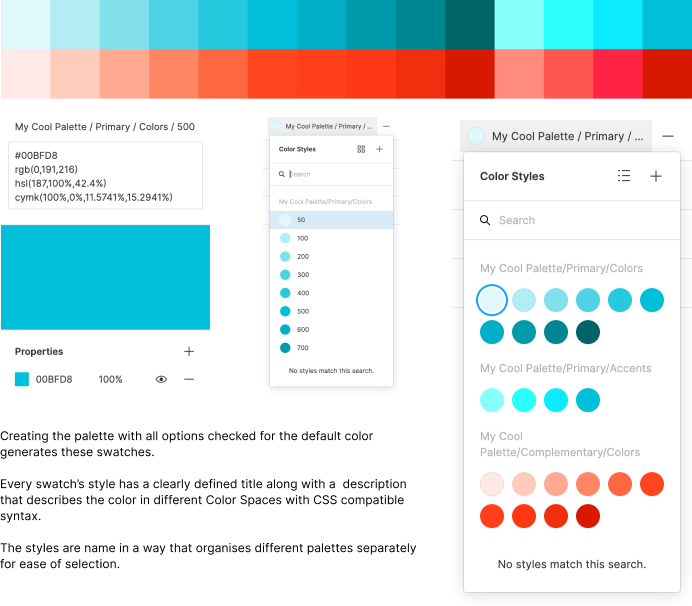 My Cool Palette / Primary / Colors / 500
#00BFD8
rgb(0,191,216)
hsl(187,100%,42.4%)
cymk(100%,0%,11.5741%,15.2941%)
Properties
00BFD8 100%
My Cool Palette / Primary / ...
Color Styles
Search
My Cool Palette/Primary/Colors
50
100
200
300
400
500
600
700
No styles match this search.
Creating the palette with all options checked for the default color
generates these swatches.
Every swatch's style has a clearly defined title along with a description
that describes the color in different Color Spaces with CSS compatible
syntax.
The styles are name in a way that organises different palettes separately
for ease of selection.
My Cool Palette / Primary / ...
Color Styles
Search
My Cool Palette/Primary/Colors
My Cool Palette/Primary/Accents
My Cool
Palette/Complementary/Colors
No styles match this search.